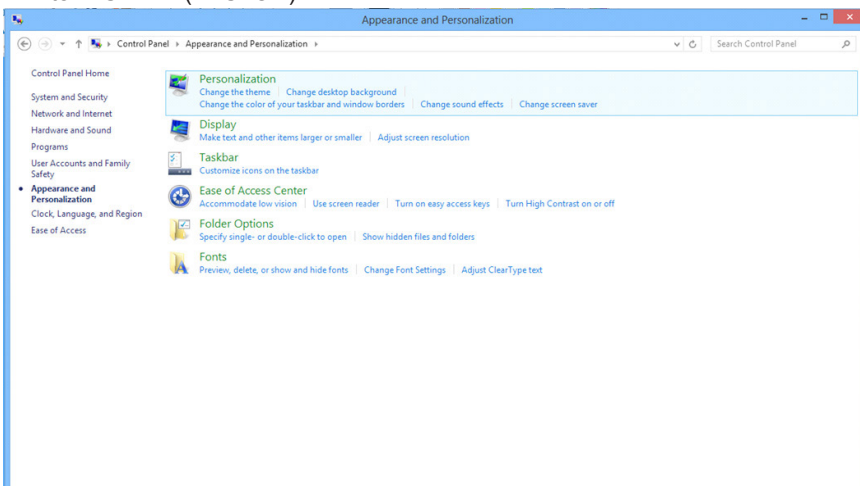 Appearance and Personalization
Control Panel Appearance and Personalization
Search Control Panel
Control Panel Home
System and Security
Network and Internet
Hardware and Sound
Programs
User Accounts and Family
Safety
Appearance and
Personalization
Clock, Language, and Region
Ease of Access
Personalization
Change the theme Change desktop background
Change the color of your taskbar and window borders Change sound effects Change screen saver
Display
Make text and other items larger or smaller Adjust screen resolution
Taskbar
Customize icons on the taskbar
Ease of Access Center
Accommodate low vision Use screen reader Turn on easy access keys Turn High Contrast on or off
Folder Options
Specify single- or double-click to open Show hidden files and folders
Fonts
Preview, delete, or show and hide fonts Change Font Settings Adjust ClearType text